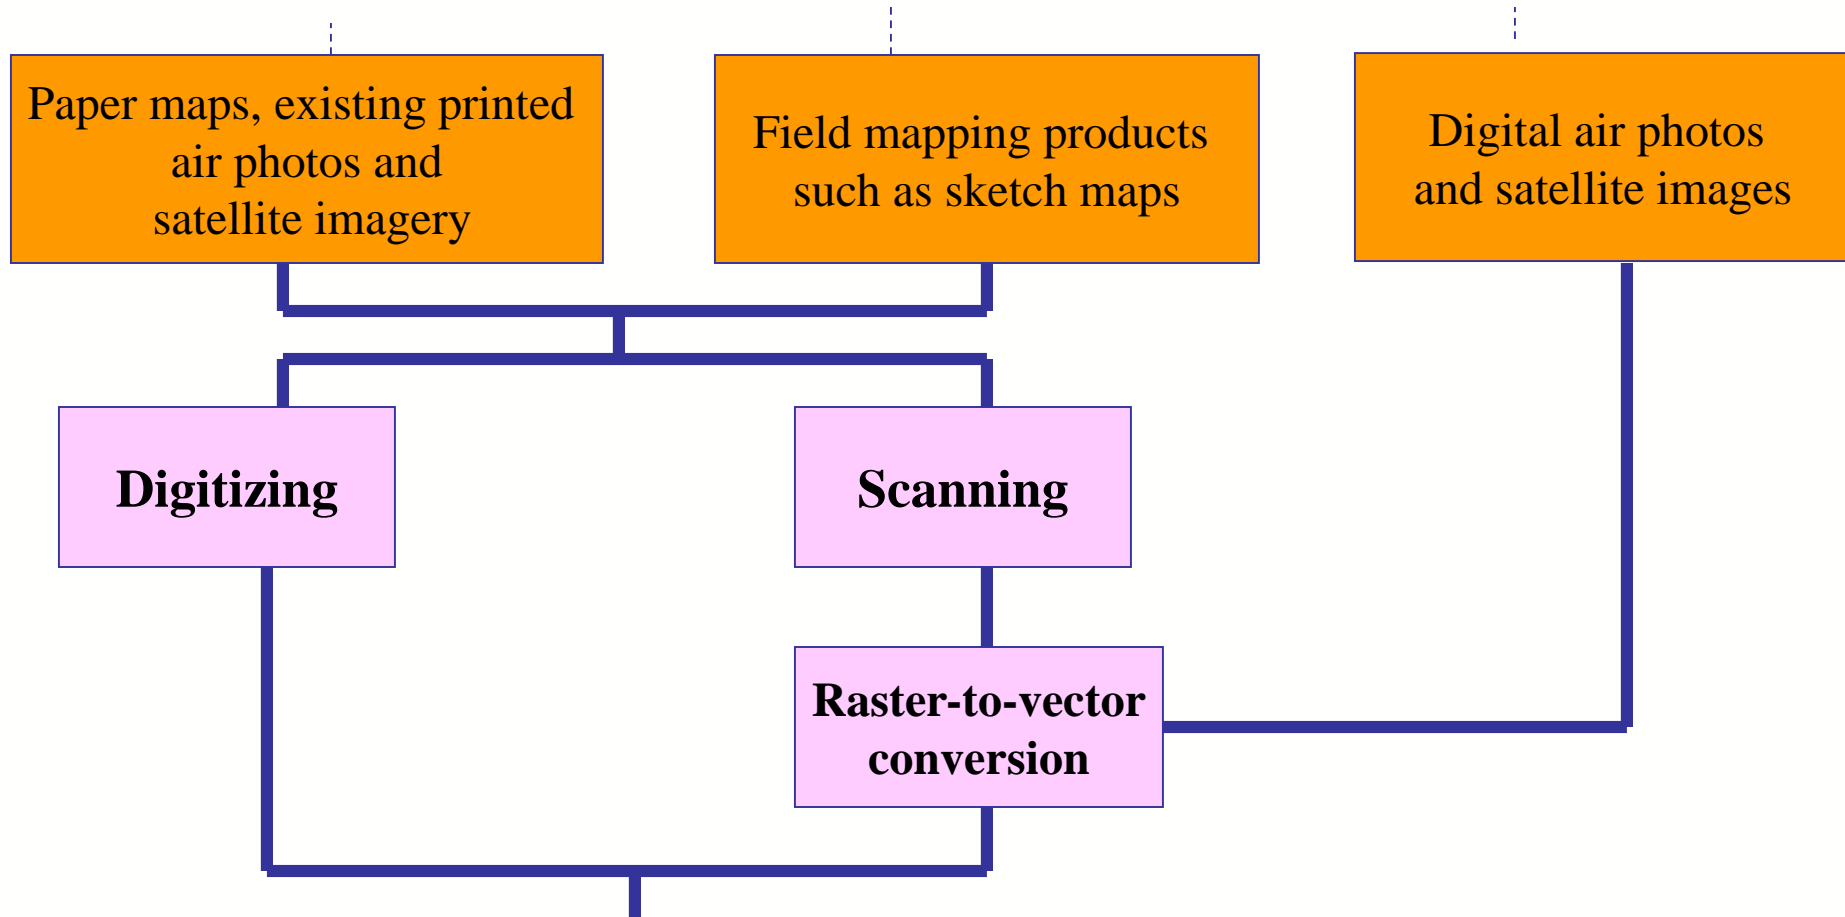 Paper maps, existing printed
air photos and
satellite imagery
Field mapping products
such as sketch maps
Digital air photos
and satellite images
Digitizing
Scanning
Raster-to-vector
conversion